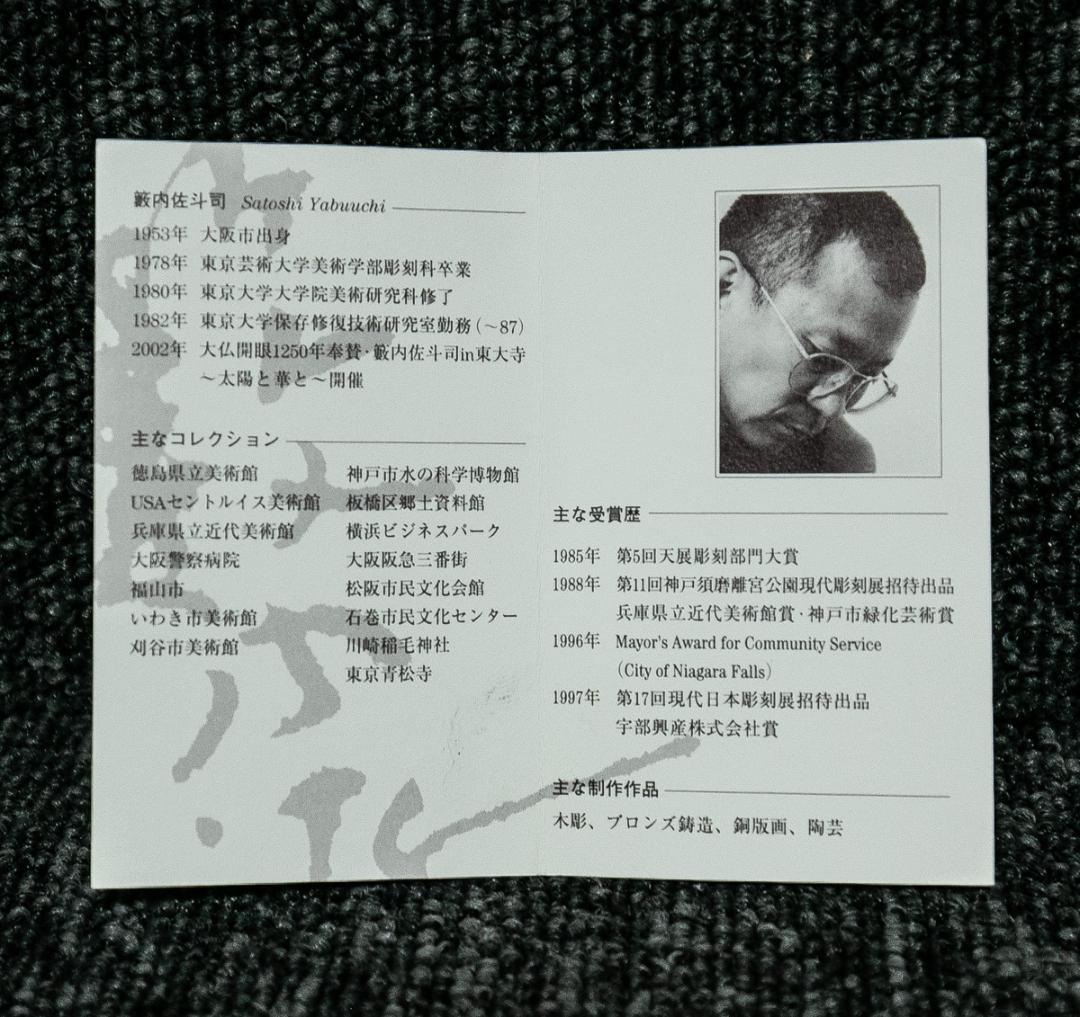 籔内佐斗司 Satoshi Yabuuchi
1953年 大阪市出身
1978年 東京芸術大学美術学部彫刻科卒業
1980年 東京大学大学院美術研究科修了
1982年 東京大学保存修復技術研究室勤務(～87)
2002年 大仏開眼1250年奉賛・籔内佐斗司in東大寺
～太陽と華と～開催
主なコレクション
徳島県立美術館
USAセントルイス美術館
兵庫県立近代美術館
大阪警察病院
福山市
いわき市美術館
刈谷市美術館
神戸市水の科学博物館
板橋区郷土資料館
横浜ビジネスパーク
大阪阪急三番街
松阪市民文化会館
石巻市民文化センター
川崎稲毛神社
東京青松寺
主な受賞歴
1985年 第5回天展彫刻部門大賞
1988年 第11回神戸須磨離宮公園現代彫刻展招待出品
兵庫県立近代美術館賞・神戸市緑化芸術賞
1996年 Mayor's Award for Community Service
(City of Niagara Falls)
1997年 第17回現代日本彫刻展招待出品
宇部興産株式会社賞
主な制作作品
木彫、ブロンズ鋳造、銅版画、陶芸